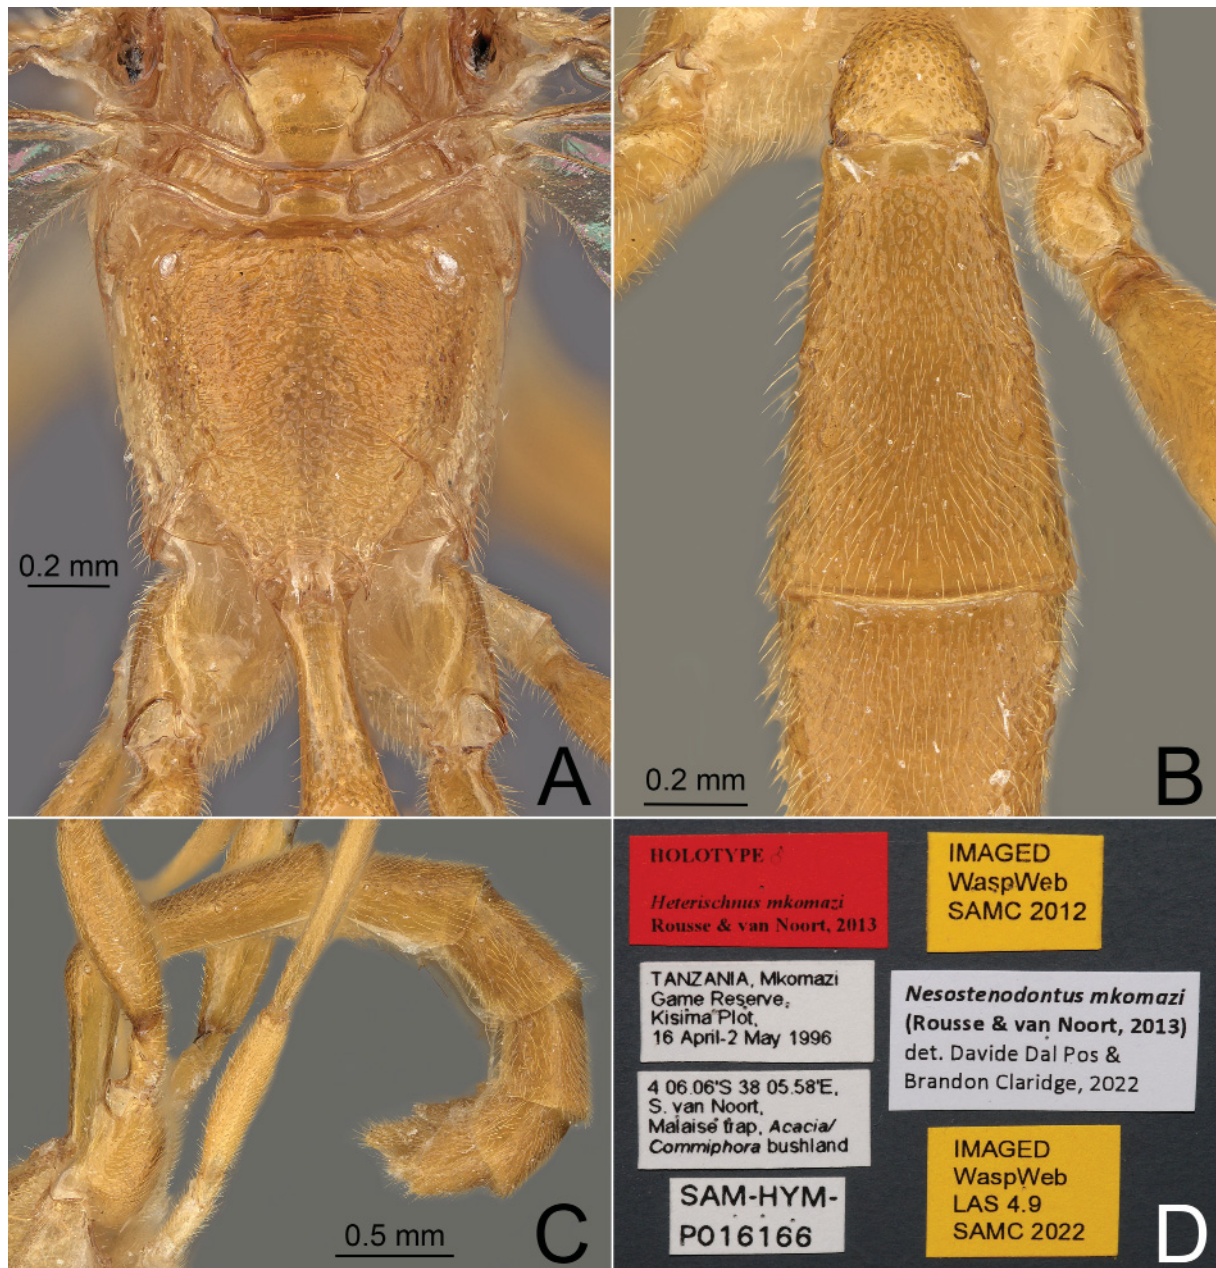 0.2 mm
A
0.2 mm
B
0.5 mm
C
HOLOTYPE ♂
Heterischnus mkomazi
Rousse & van Noort, 2013
TANZANIA, Mkomazi
Game Reserve,
Kisima Plot,
16 April-2 May 1996
4 06.06'S 38 05.58'E,
S. van Noort,
Malaise trap, Acacia/
Commiphora bushland
SAM-HYM-
P016166
IMAGED
WaspWeb
SAMC 2012
Nesostenodontus mkomazi
(Rousse & van Noort, 2013)
det. Davide Dal Pos &
Brandon Claridge, 2022
IMAGED
WaspWeb
LAS 4.9
SAMC 2022
D